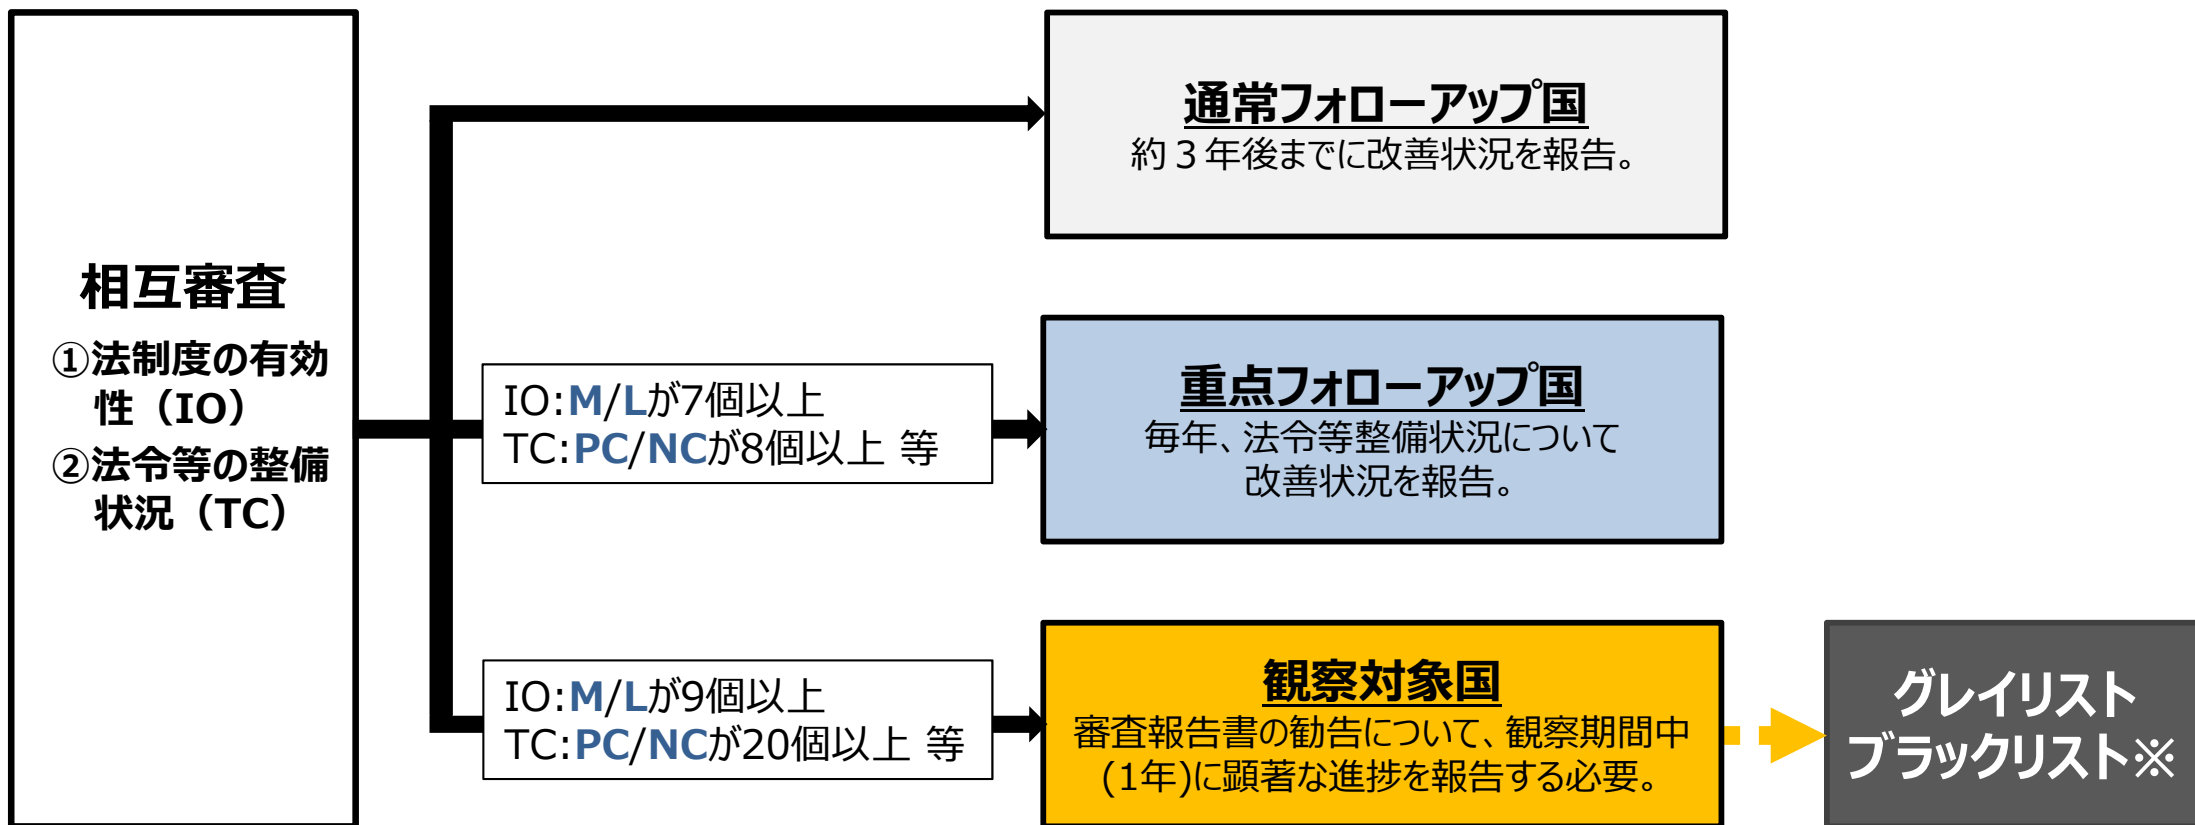 相互審査
①法制度の有効
性（IO）
②法令等の整備
状況（TC）
通常フォローアップ国
約３年後までに改善状況を報告。
IO:M/Lが7個以上
TC:PC/NCが8個以上 等
重点フォローアップ国
毎年、法令等整備状況について
改善状況を報告。
IO:M/Lが9個以上
TC:PC/NCが20個以上 等
観察対象国
審査報告書の勧告について、観察期間中
(1年)に顕著な進捗を報告する必要。
グレイリスト
ブラックリスト※